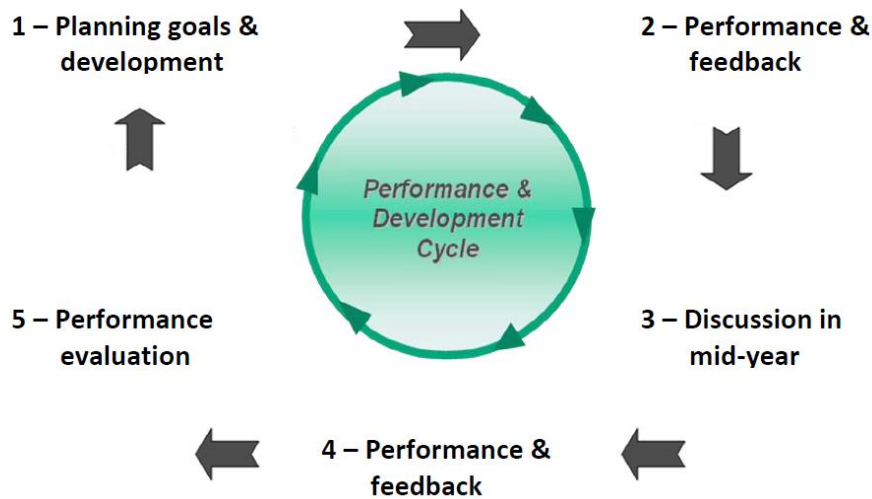 1 – Planning goals &
development
2 – Performance &
feedback
Performance &
Development
Cycle
5 – Performance
evaluation
3 – Discussion in
mid-year
4 – Performance &
feedback